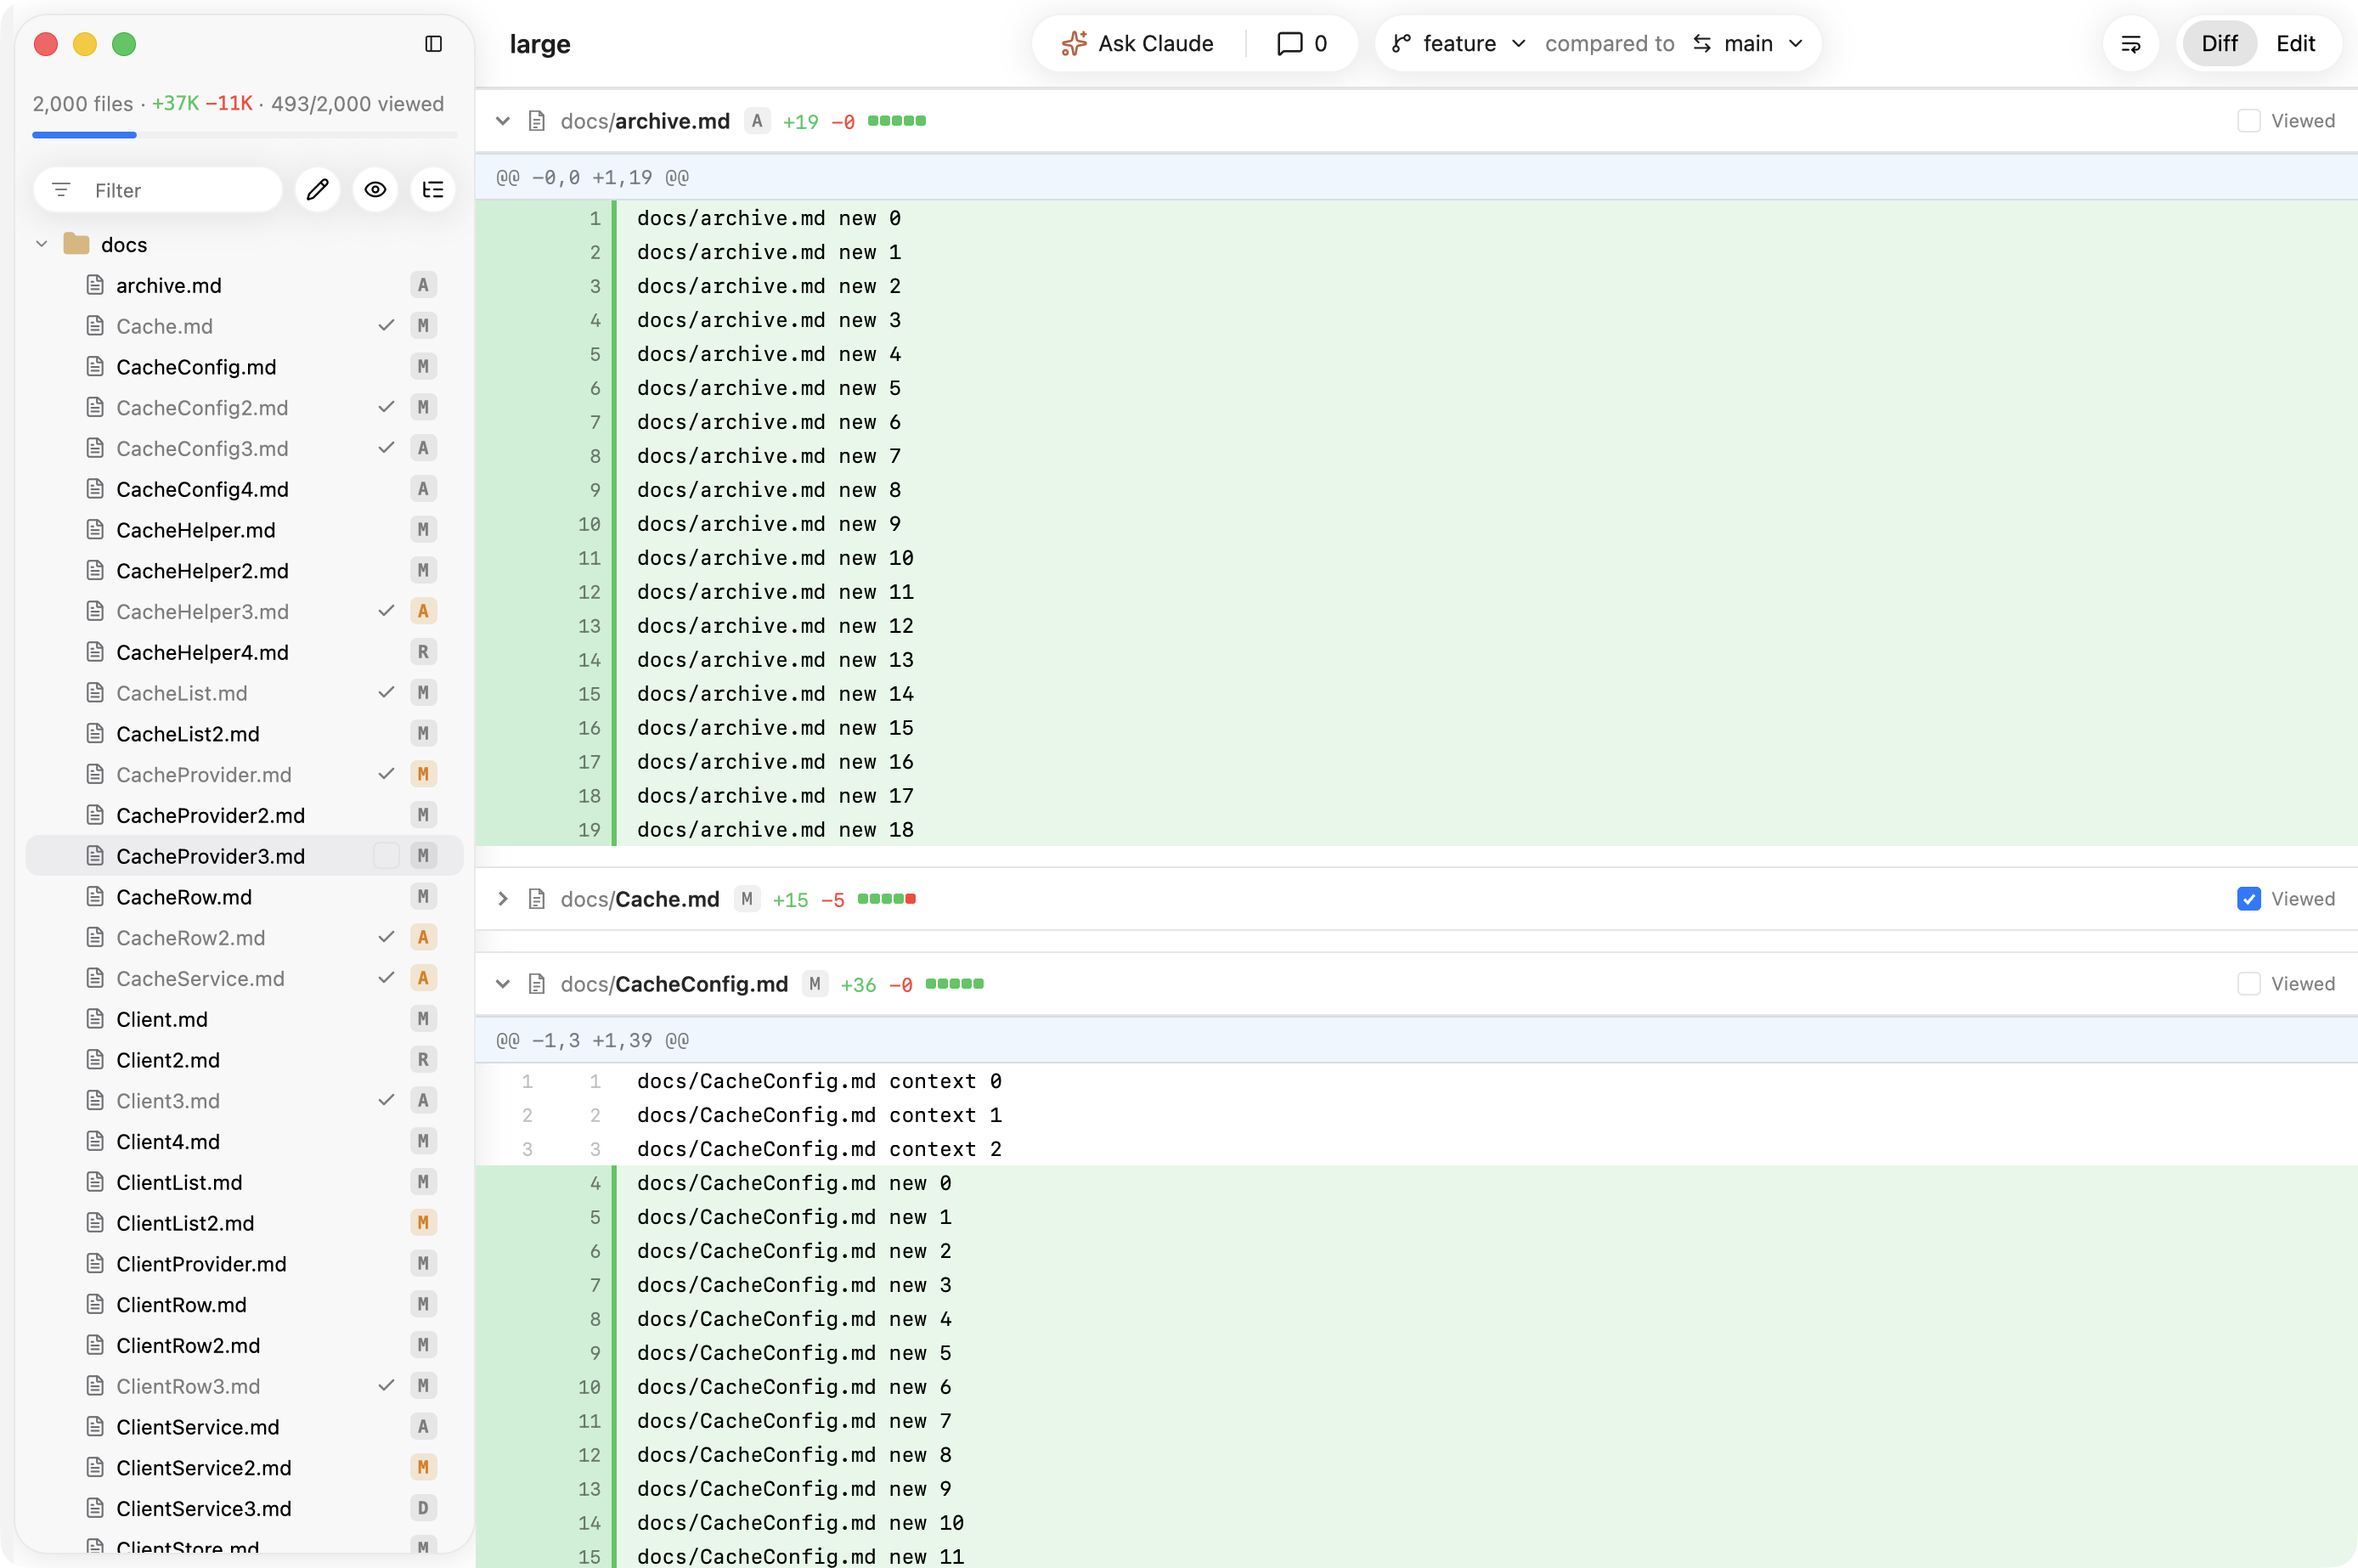 large
Ask Claude
0
feature compared to main
Diff Edit
2,000 files · +37K −11K · 493/2,000 viewed
Filter
docs
archive.md A
Cache.md M
CacheConfig.md M
CacheConfig2.md M
CacheConfig3.md A
CacheConfig4.md A
CacheHelper.md M
CacheHelper2.md M
CacheHelper3.md A
CacheHelper4.md R
CacheList.md M
CacheList2.md M
CacheProvider.md M
CacheProvider2.md M
CacheProvider3.md M
CacheRow.md M
CacheRow2.md A
CacheService.md A
Client.md M
Client2.md R
Client3.md A
Client4.md M
ClientList.md M
ClientList2.md M
ClientProvider.md M
ClientRow.md M
ClientRow2.md M
ClientRow3.md M
ClientService.md A
ClientService2.md M
ClientService3.md D
ClientStore.md M
docs/archive.md A +19 −0 Viewed
@@ −0,0 +1,19 @@
1 docs/archive.md new 0
2 docs/archive.md new 1
3 docs/archive.md new 2
4 docs/archive.md new 3
5 docs/archive.md new 4
6 docs/archive.md new 5
7 docs/archive.md new 6
8 docs/archive.md new 7
9 docs/archive.md new 8
10 docs/archive.md new 9
11 docs/archive.md new 10
12 docs/archive.md new 11
13 docs/archive.md new 12
14 docs/archive.md new 13
15 docs/archive.md new 14
16 docs/archive.md new 15
17 docs/archive.md new 16
18 docs/archive.md new 17
19 docs/archive.md new 18
docs/Cache.md M +15 −5 Viewed
docs/CacheConfig.md M +36 −0 Viewed
@@ −1,3 +1,39 @@
1 1 docs/CacheConfig.md context 0
2 2 docs/CacheConfig.md context 1
3 3 docs/CacheConfig.md context 2
4 docs/CacheConfig.md new 0
5 docs/CacheConfig.md new 1
6 docs/CacheConfig.md new 2
7 docs/CacheConfig.md new 3
8 docs/CacheConfig.md new 4
9 docs/CacheConfig.md new 5
10 docs/CacheConfig.md new 6
11 docs/CacheConfig.md new 7
12 docs/CacheConfig.md new 8
13 docs/CacheConfig.md new 9
14 docs/CacheConfig.md new 10
15 docs/CacheConfig.md new 11